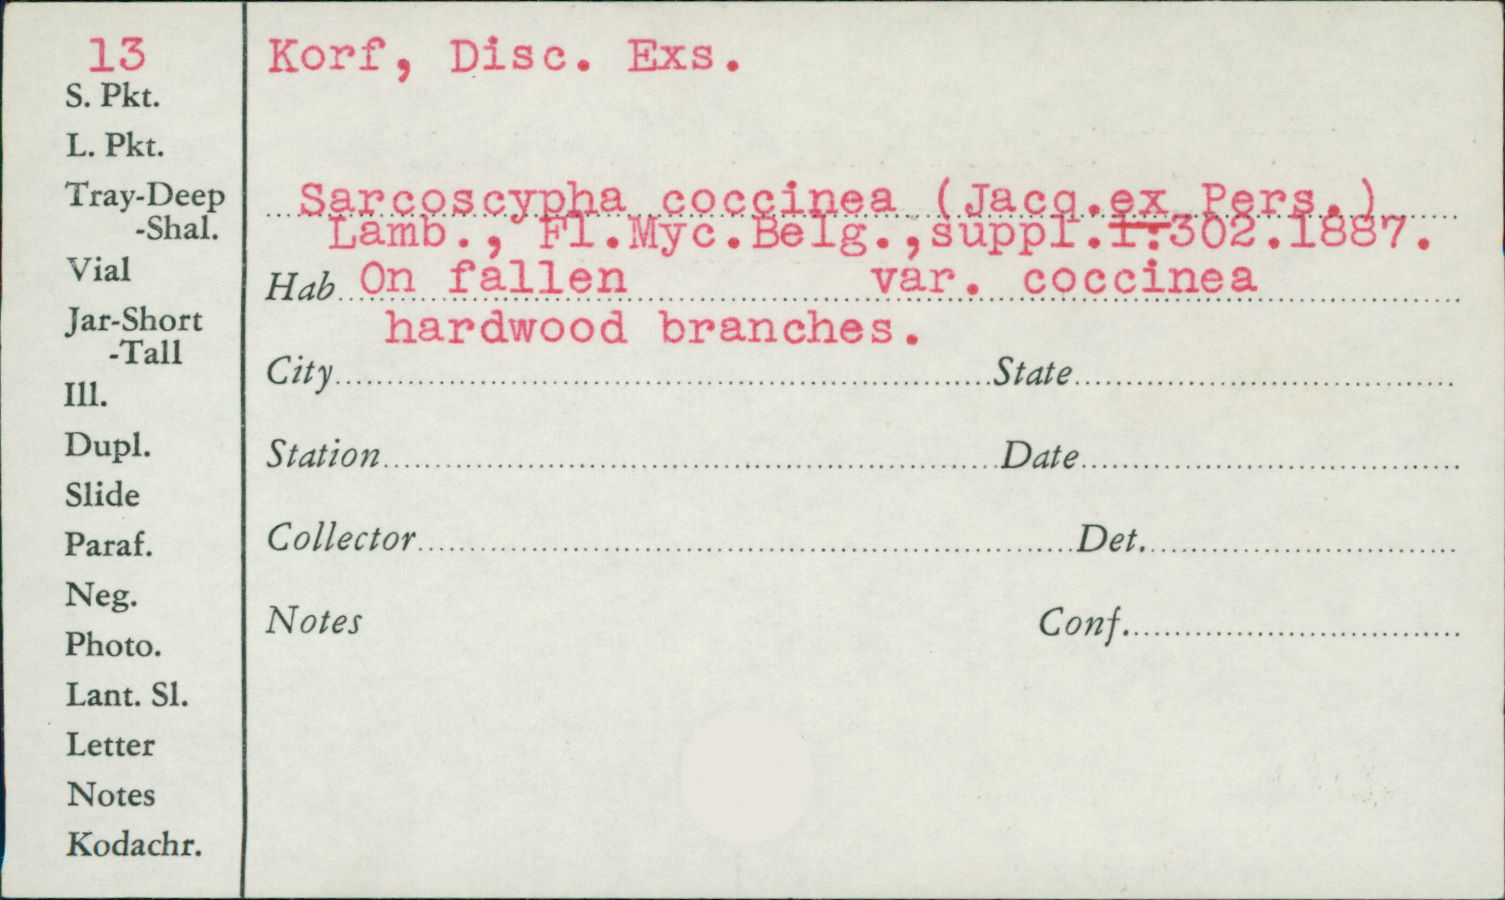 13
Korf, Disc. Exs.
S. Pkt.
L. Pkt.
Tray-Deep
-Shal.
Vial
Jar-Short
-Tall
Ill.
Dupl.
Slide
Paraf.
Neg.
Photo.
Lant. Sl.
Letter
Notes
Kodachr.
Sarcoscypha coccinea (Jacq.ex Pers.)
Lamb., Fl.Myc.Belg.,suppl.1:302.1887.
Hab. On fallen var. coccinea
hardwood branches.
City State
Station Date
Collector Det.
Notes Conf.